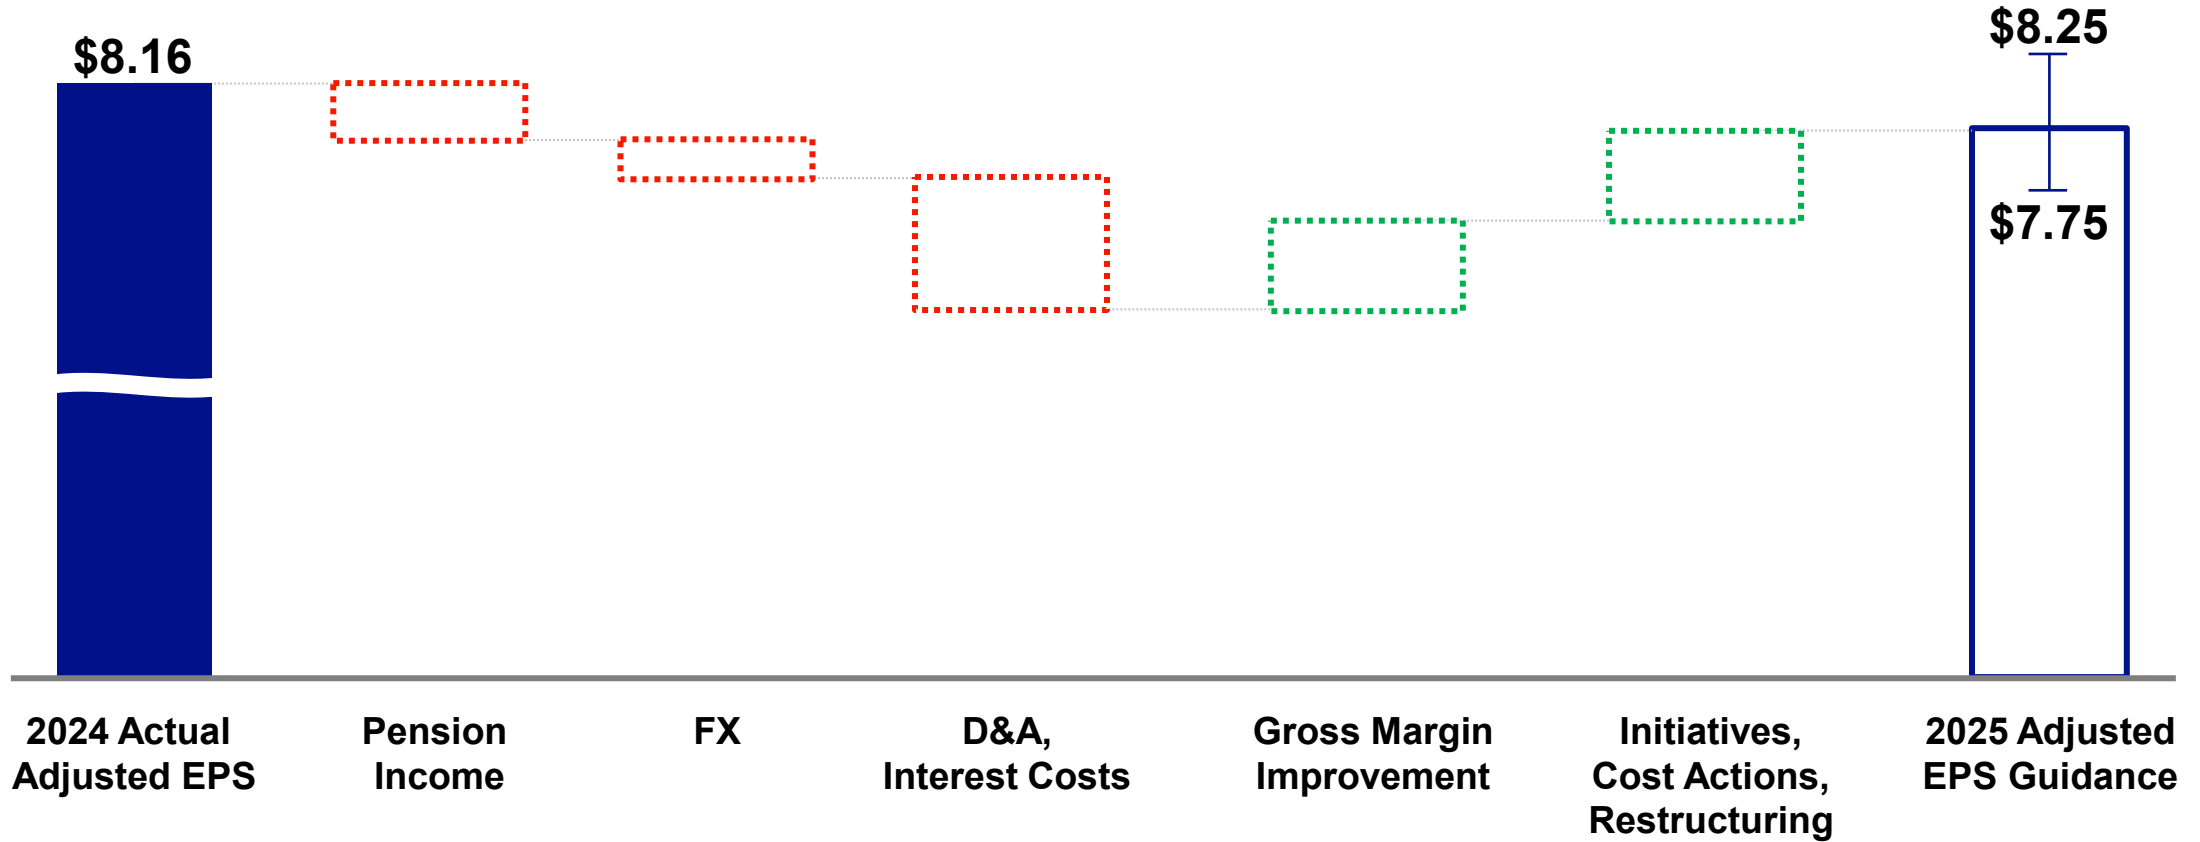 $8.16
$8.25
$7.75
2024 Actual
Adjusted EPS
Pension
Income
FX
D&A,
Interest Costs
Gross Margin
Improvement
Initiatives,
Cost Actions,
Restructuring
2025 Adjusted
EPS Guidance